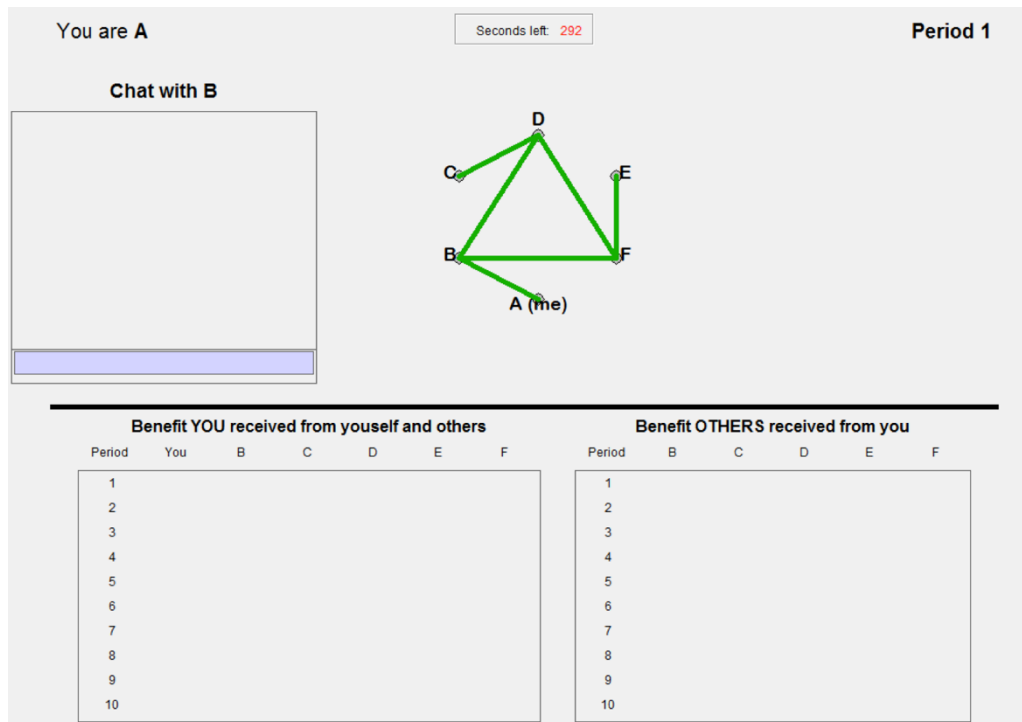 You are A
Seconds left: 292
Period 1
Chat with B
D
C
E
B
F
A (me)
Benefit YOU received from youself and others
Benefit OTHERS received from you
Period You B C D E F
Period B C D E F
1 1
2 2
3 3
4 4
5 5
6 6
7 7
8 8
9 9
10 10